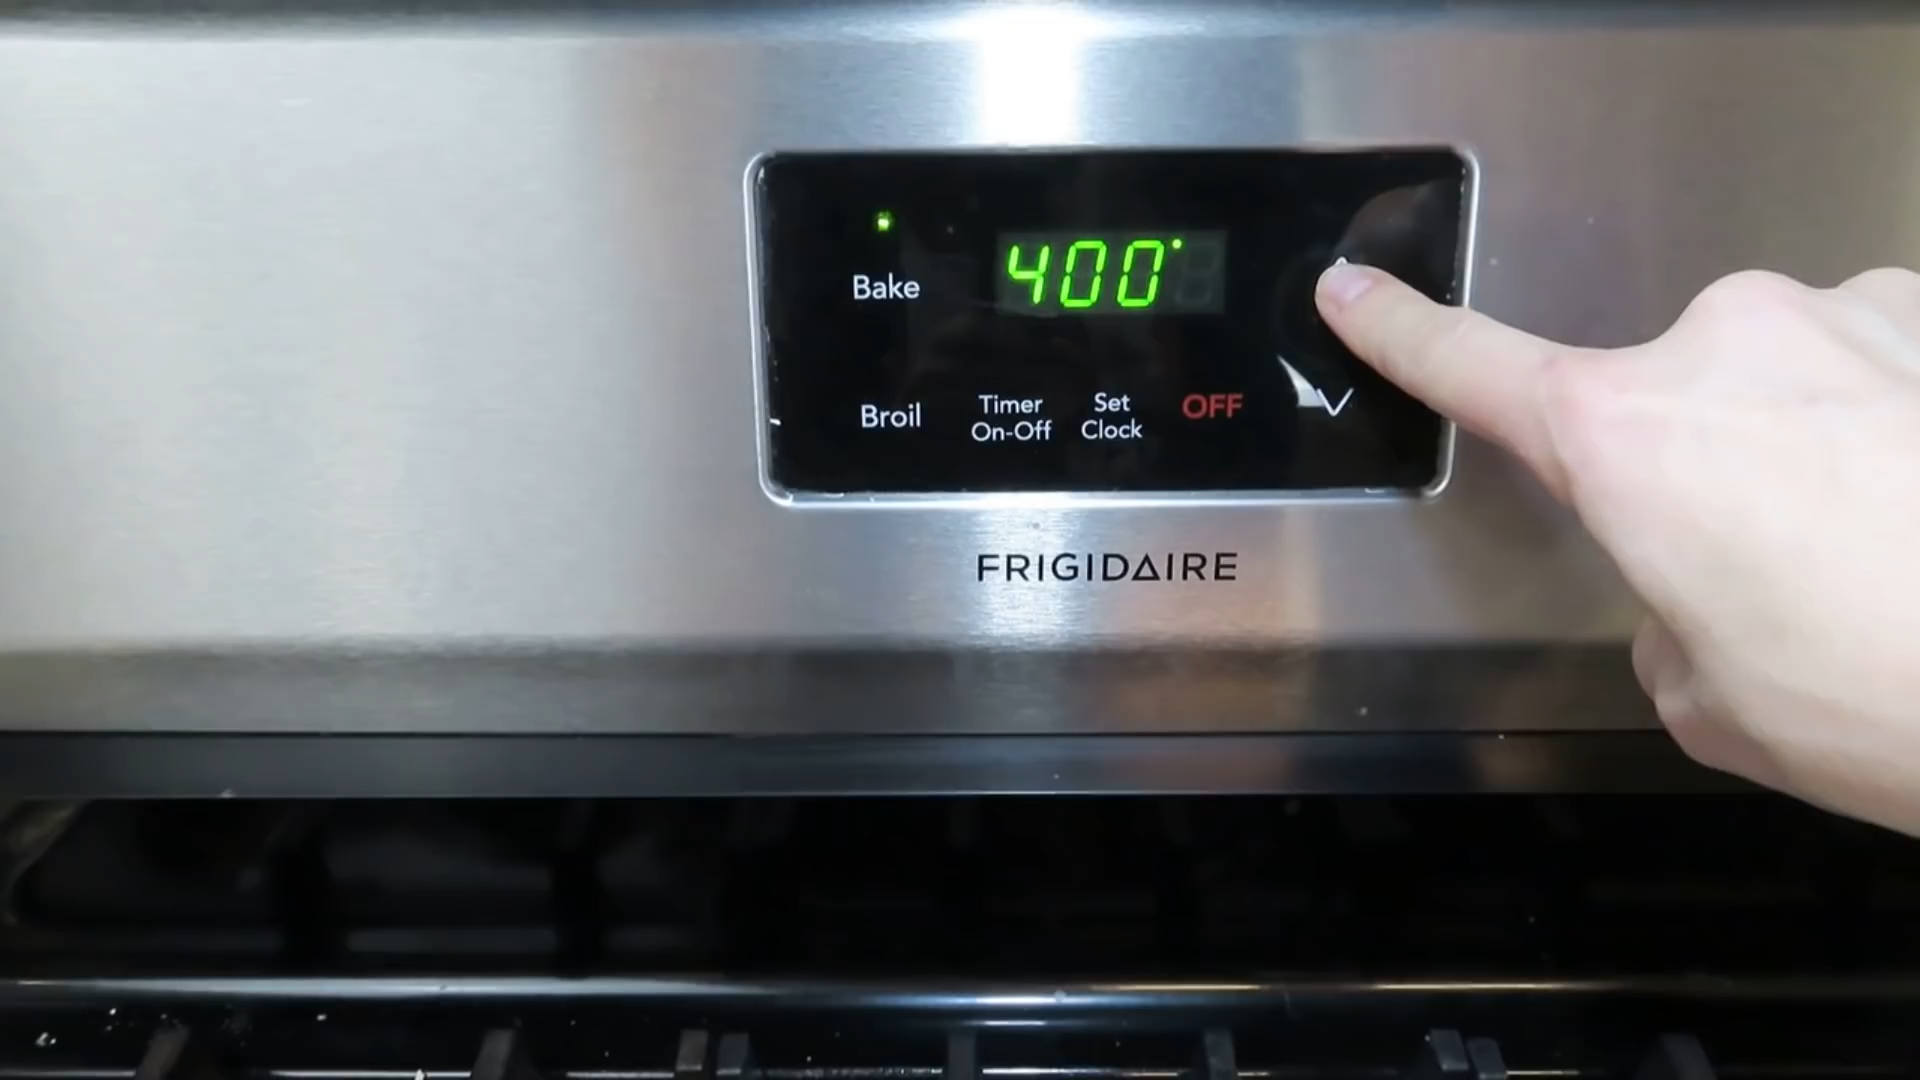 Bake
400°
Broil
Timer
On-Off
Set
Clock
OFF
FRIGIDAIRE